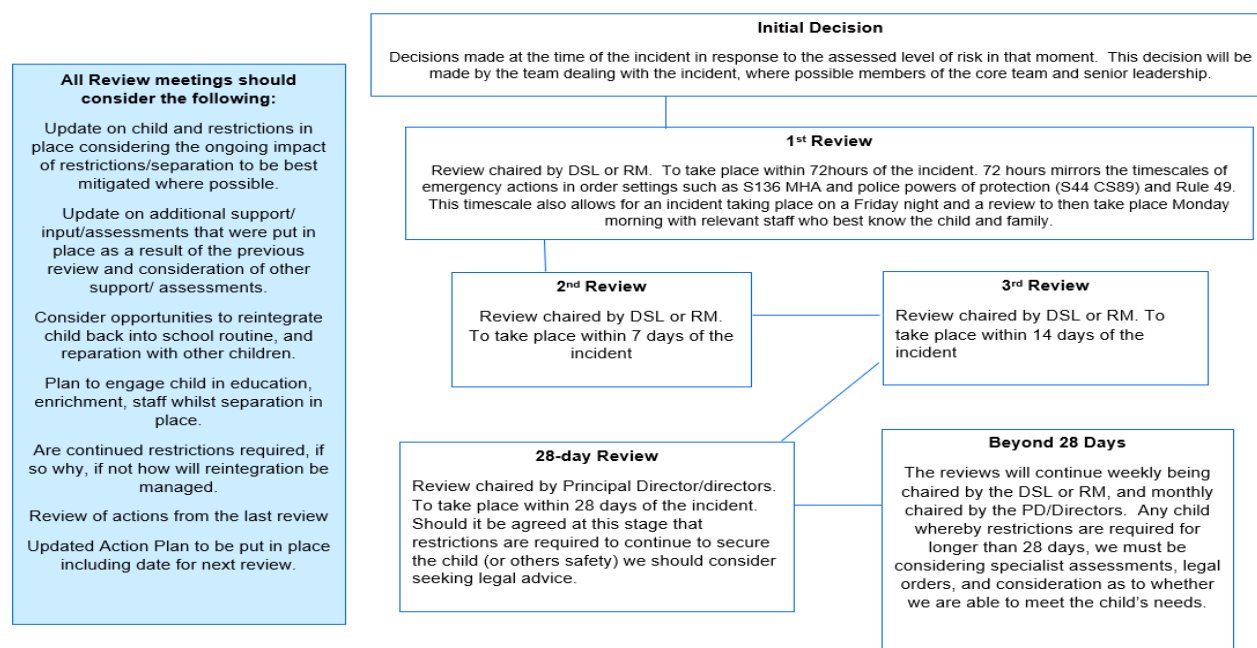 All Review meetings should
consider the following:
Update on child and restrictions in
place considering the ongoing impact
of restrictions/separation to be best
mitigated where possible.
Update on additional support/
input/assessments that were put in
place as a result of the previous
review and consideration of other
support/ assessments.
Consider opportunities to reintegrate
child back into school routine, and
reparation with other children.
Plan to engage child in education,
enrichment, staff whilst separation in
place.
Are continued restrictions required, if
so why, if not how will reintegration be
managed.
Review of actions from the last review
Updated Action Plan to be put in place
including date for next review.
Initial Decision
Decisions made at the time of the incident in response to the assessed level of risk in that moment.  This decision will be
made by the team dealing with the incident, where possible members of the core team and senior leadership.
1st Review
Review chaired by DSL or RM.  To take place within 72hours of the incident. 72 hours mirrors the timescales of
emergency actions in order settings such as S136 MHA and police powers of protection (S44 CS89) and Rule 49.
This timescale also allows for an incident taking place on a Friday night and a review to then take place Monday
morning with relevant staff who best know the child and family.
2nd Review
Review chaired by DSL or RM.
To take place within 7 days of the
incident
3rd Review
Review chaired by DSL or RM. To
take place within 14 days of the
incident
28-day Review
Review chaired by Principal Director/directors.
To take place within 28 days of the incident.
Should it be agreed at this stage that
restrictions are required to continue to secure
the child (or others safety) we should consider
seeking legal advice.
Beyond 28 Days
The reviews will continue weekly being
chaired by the DSL or RM, and monthly
chaired by the PD/Directors.  Any child
whereby restrictions are required for
longer than 28 days, we must be
considering specialist assessments, legal
orders, and consideration as to whether
we are able to meet the child's needs.